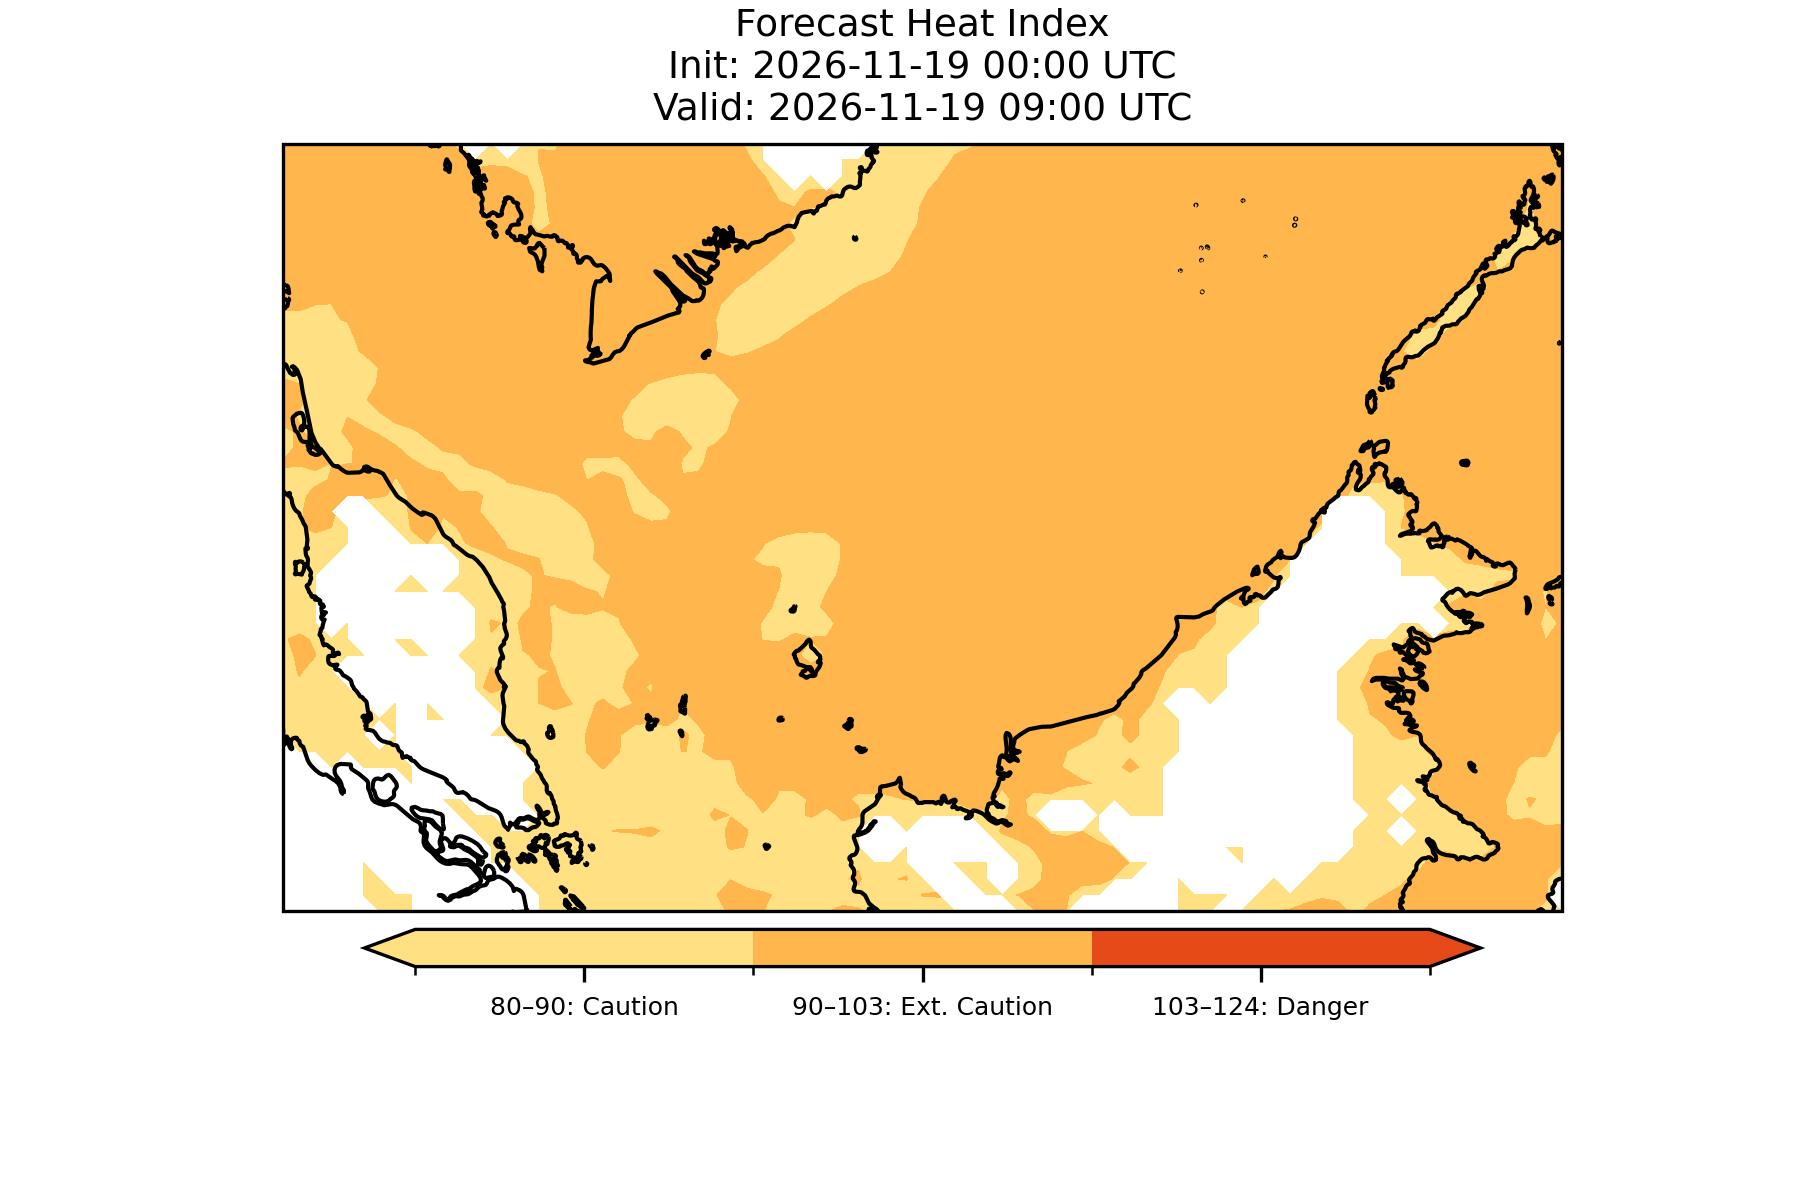 Forecast Heat Index
Init: 2026-11-19 00:00 UTC
Valid: 2026-11-19 09:00 UTC
80–90: Caution
90–103: Ext. Caution
103–124: Danger